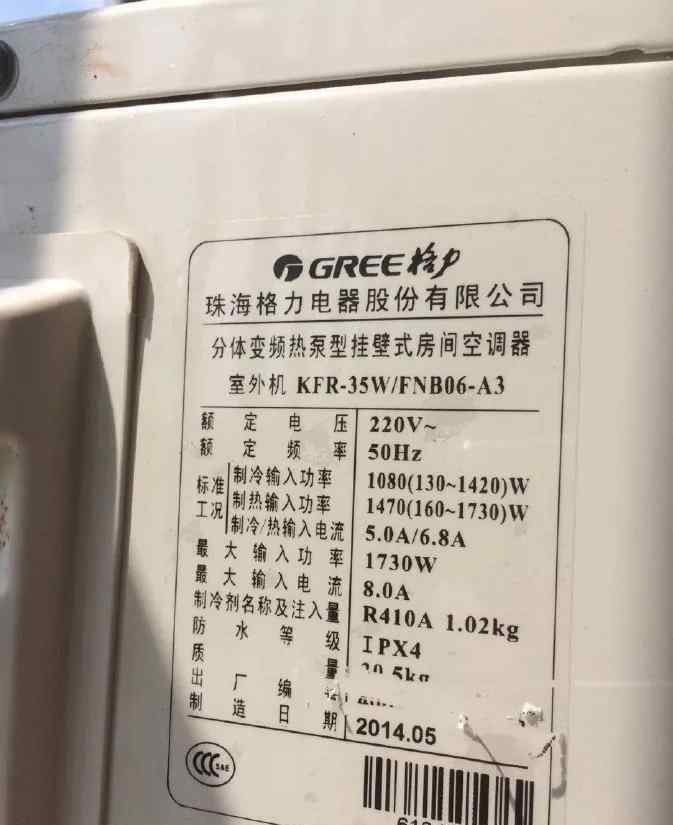 GREE格力
珠海格力电器股份有限公司
分体变频热泵型挂壁式房间空调器
室外机 KFR-35W/FNB06-A3
额定电压 220V~
额定频率 50Hz
标准工况 制冷输入功率 1080(130~1420)W
制热输入功率 1470(160~1730)W
制冷/热输入电流 5.0A/6.8A
最大输入功率 1730W
最大输入电流 8.0A
制冷剂名称及注入量 R410A 1.02kg
防水等级 IPX4
质量
出厂编号
制造日期 2014.05
CCC S&E